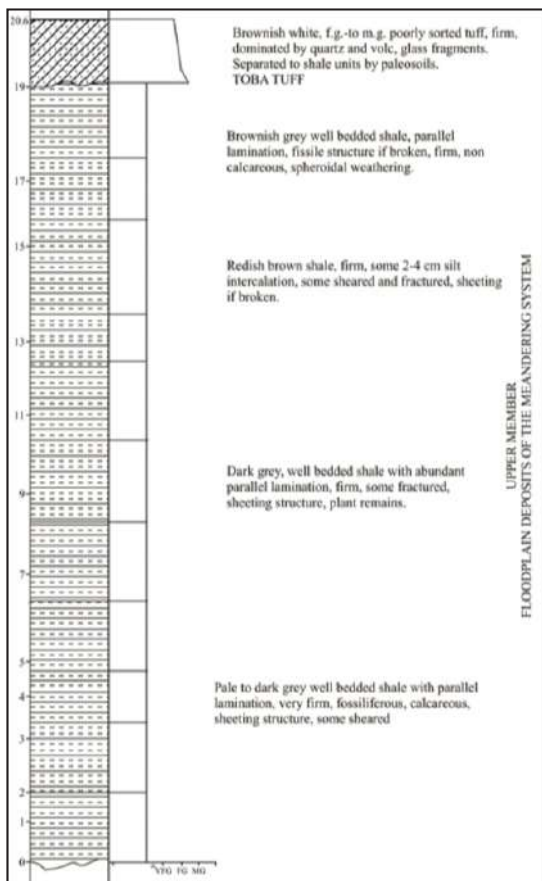 20.6
Brownish white, f.g.-to m.g. poorly sorted tuff, firm,
dominated by quartz and volc, glass fragments.
Separated to shale units by paleosoils.
TOBA TUFF
19
Brownish grey well bedded shale, parallel
lamination, fissile structure if broken, firm, non
calcareous, spheroidal weathering.
17
15
Redish brown shale, firm, some 2-4 cm silt
intercalation, some sheared and fractured, sheeting
if broken.
13
11
Dark grey, well bedded shale with abundant
parallel lamination, firm, some fractured,
sheeting structure, plant remains.
9
7
5
Pale to dark grey well bedded shale with parallel
lamination, very firm, fossiliferous, calcareous,
sheeting structure, some sheared
4
3
2
1
0
VFG FG MG
UPPER MEMBER
FLOODPLAIN DEPOSITS OF THE MEANDERING SYSTEM